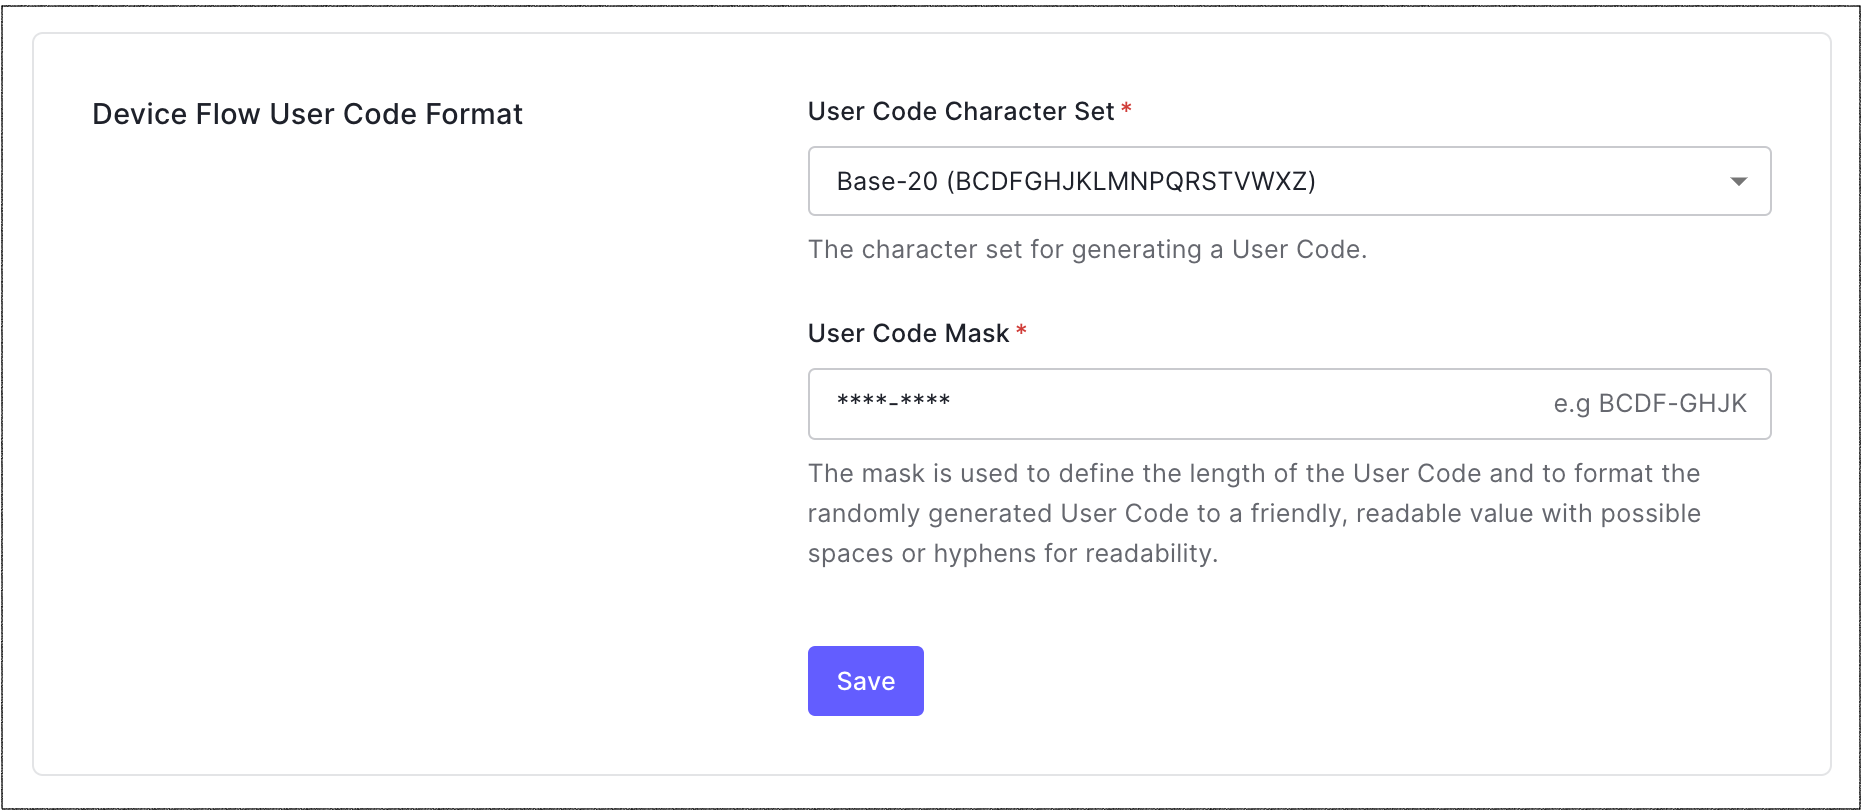 Device Flow User Code Format
User Code Character Set *
Base-20 (BCDFGHJKLMNPQRSTVWXZ)
The character set for generating a User Code.
User Code Mask *
****-****
e.g BCDF-GHJK
The mask is used to define the length of the User Code and to format the
randomly generated User Code to a friendly, readable value with possible
spaces or hyphens for readability.
Save